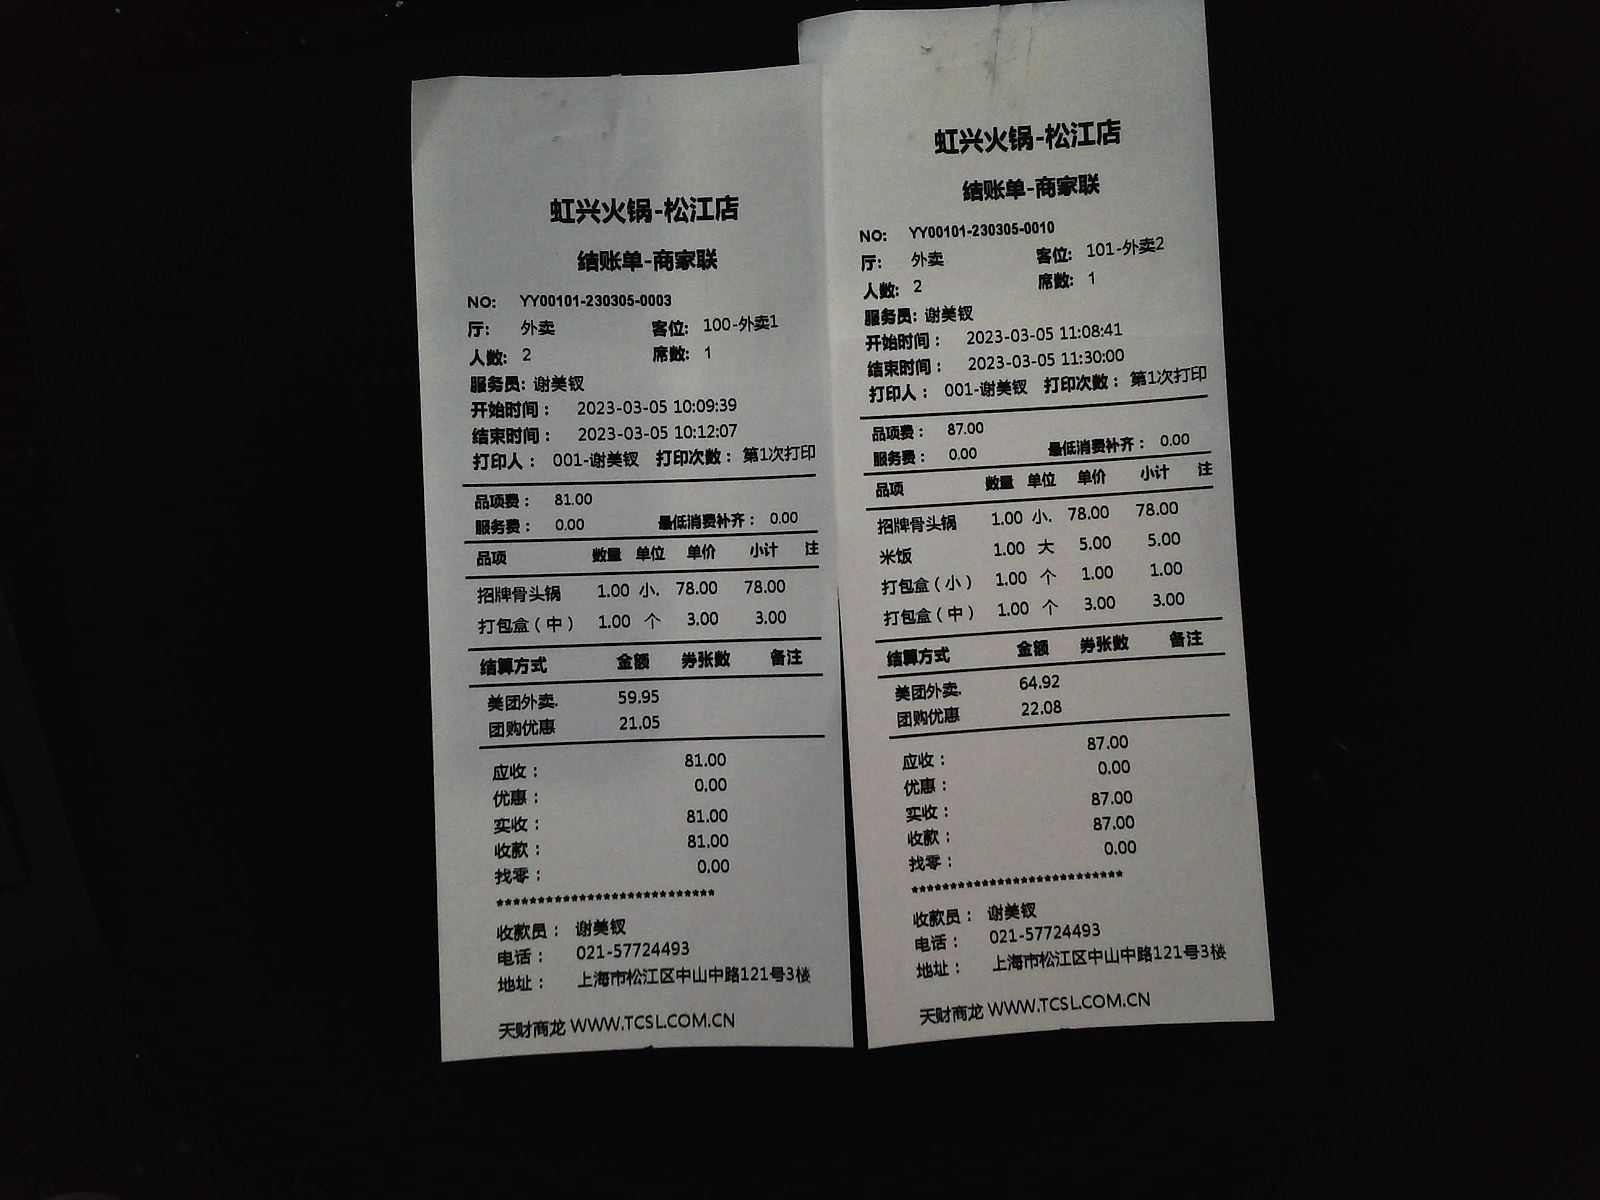 虹兴火锅-松江店
结账单-商家联
NO: YY00101-230305-0003
厅: 外卖 客位: 100-外卖1
人数: 2 席数: 1
服务员: 谢美钗
开始时间： 2023-03-05 10:09:39
结束时间： 2023-03-05 10:12:07
打印人： 001-谢美钗 打印次数： 第1次打印
品项费： 81.00
服务费： 0.00 最低消费补齐： 0.00
品项 数量 单位 单价 小计 注
招牌骨头锅 1.00 小. 78.00 78.00
打包盒（中） 1.00 个 3.00 3.00
结算方式 金额 券张数 备注
美团外卖. 59.95
团购优惠 21.05
应收： 81.00
优惠： 0.00
实收： 81.00
收款： 81.00
找零： 0.00
***************************
收款员： 谢美钗
电话： 021-57724493
地址： 上海市松江区中山中路121号3楼
天财商龙 WWW.TCSL.COM.CN
虹兴火锅-松江店
结账单-商家联
NO: YY00101-230305-0010
厅: 外卖 客位: 101-外卖2
人数: 2 席数: 1
服务员: 谢美钗
开始时间： 2023-03-05 11:08:41
结束时间： 2023-03-05 11:30:00
打印人： 001-谢美钗 打印次数： 第1次打印
品项费： 87.00
服务费： 0.00 最低消费补齐： 0.00
品项 数量 单位 单价 小计 注
招牌骨头锅 1.00 小. 78.00 78.00
米饭 1.00 大 5.00 5.00
打包盒（小） 1.00 个 1.00 1.00
打包盒（中） 1.00 个 3.00 3.00
结算方式 金额 券张数 备注
美团外卖. 64.92
团购优惠 22.08
应收： 87.00
优惠： 0.00
实收： 87.00
收款： 87.00
找零： 0.00
***************************
收款员： 谢美钗
电话： 021-57724493
地址： 上海市松江区中山中路121号3楼
天财商龙 WWW.TCSL.COM.CN